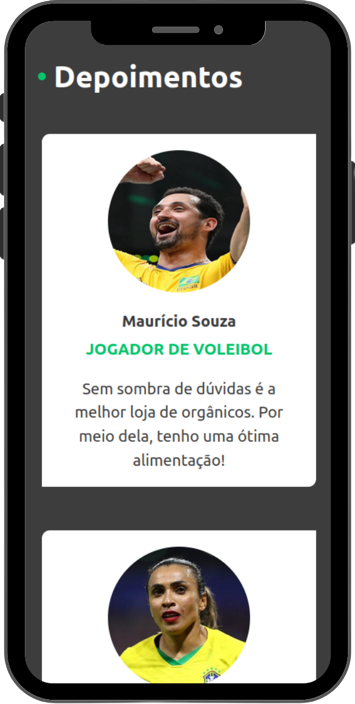 Depoimentos
Maurício Souza
JOGADOR DE VOLEIBOL
Sem sombra de dúvidas é a
melhor loja de orgânicos. Por
meio dela, tenho uma ótima
alimentação!